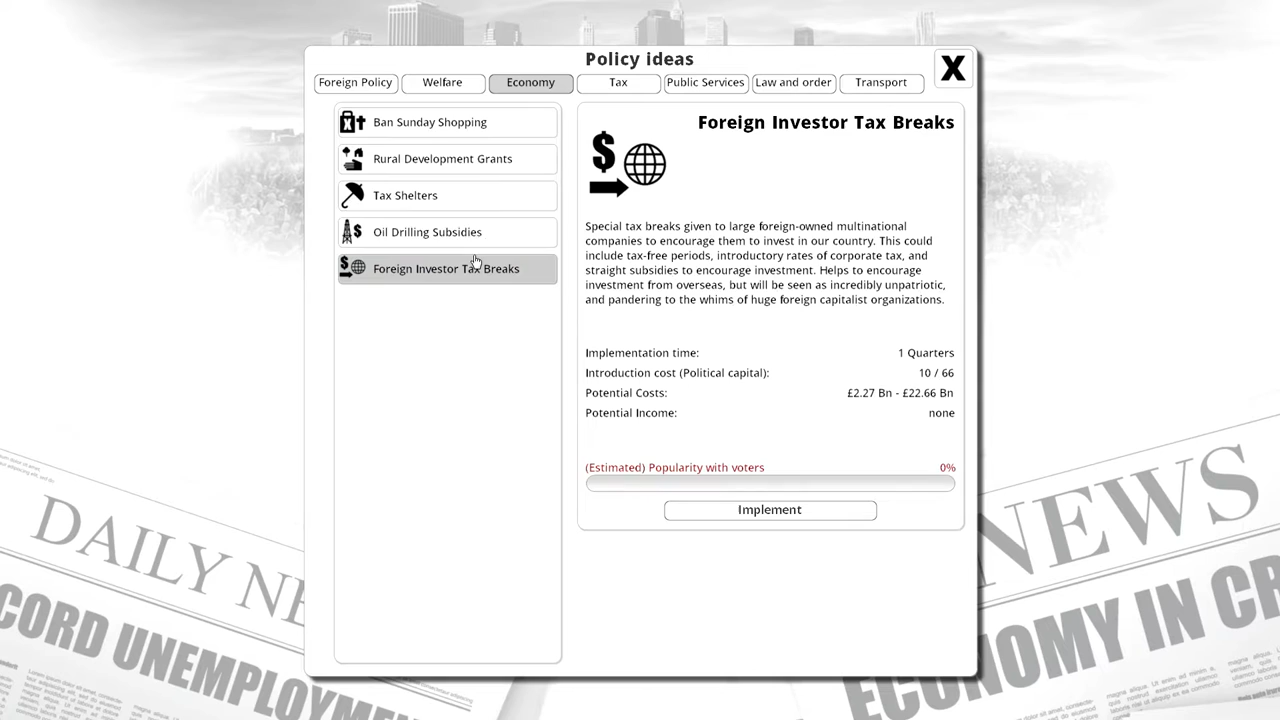 Policy ideas
X
Foreign Policy
Welfare
Economy
Tax
Public Services
Law and order
Transport
Ban Sunday Shopping
Rural Development Grants
Tax Shelters
Oil Drilling Subsidies
Foreign Investor Tax Breaks
Foreign Investor Tax Breaks
Special tax breaks given to large foreign-owned multinational
companies to encourage them to invest in our country. This could
include tax-free periods, introductory rates of corporate tax, and
straight subsidies to encourage investment. Helps to encourage
investment from overseas, but will be seen as incredibly unpatriotic,
and pandering to the whims of huge foreign capitalist organizations.
Implementation time: 1 Quarters
Introduction cost (Political capital): 10 / 66
Potential Costs: £2.27 Bn - £22.66 Bn
Potential Income: none
(Estimated) Popularity with voters 0%
Implement
DAILY NE
CORD UNEMPLOYM
NEWS
ECONOMY IN CR